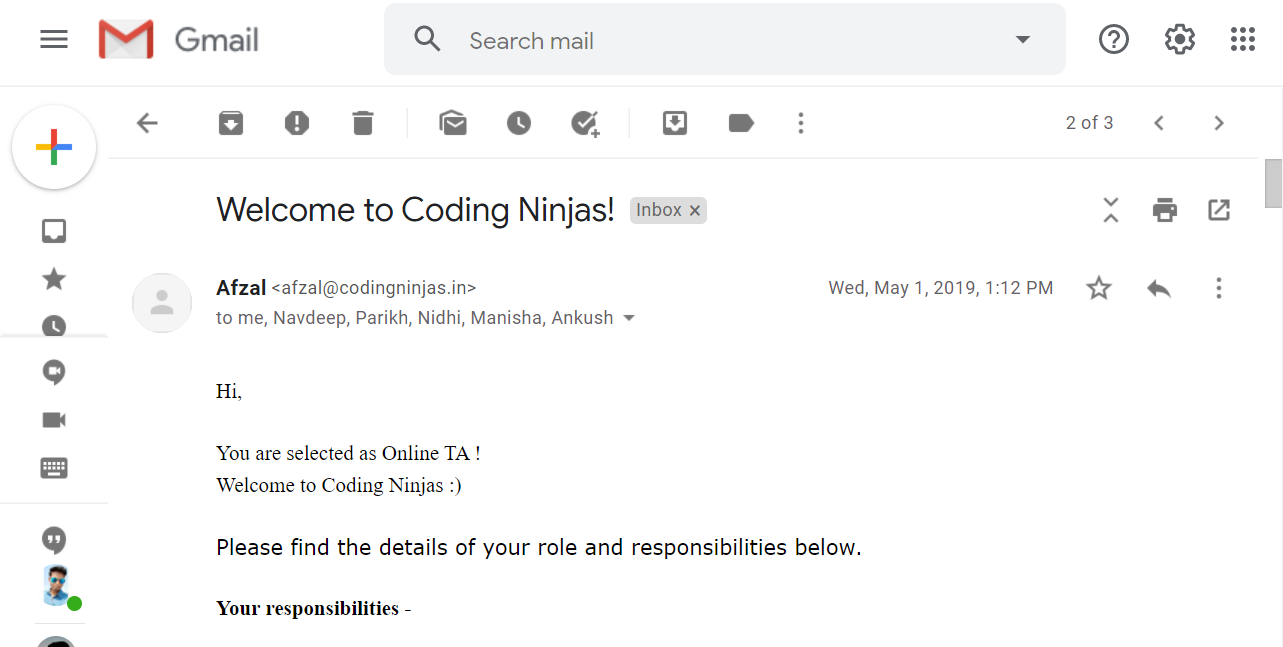 Gmail
Search mail
2 of 3
Welcome to Coding Ninjas! Inbox ×
Afzal <afzal@codingninjas.in>
Wed, May 1, 2019, 1:12 PM
to me, Navdeep, Parikh, Nidhi, Manisha, Ankush
Hi,
You are selected as Online TA !
Welcome to Coding Ninjas :)
Please find the details of your role and responsibilities below.
Your responsibilities -